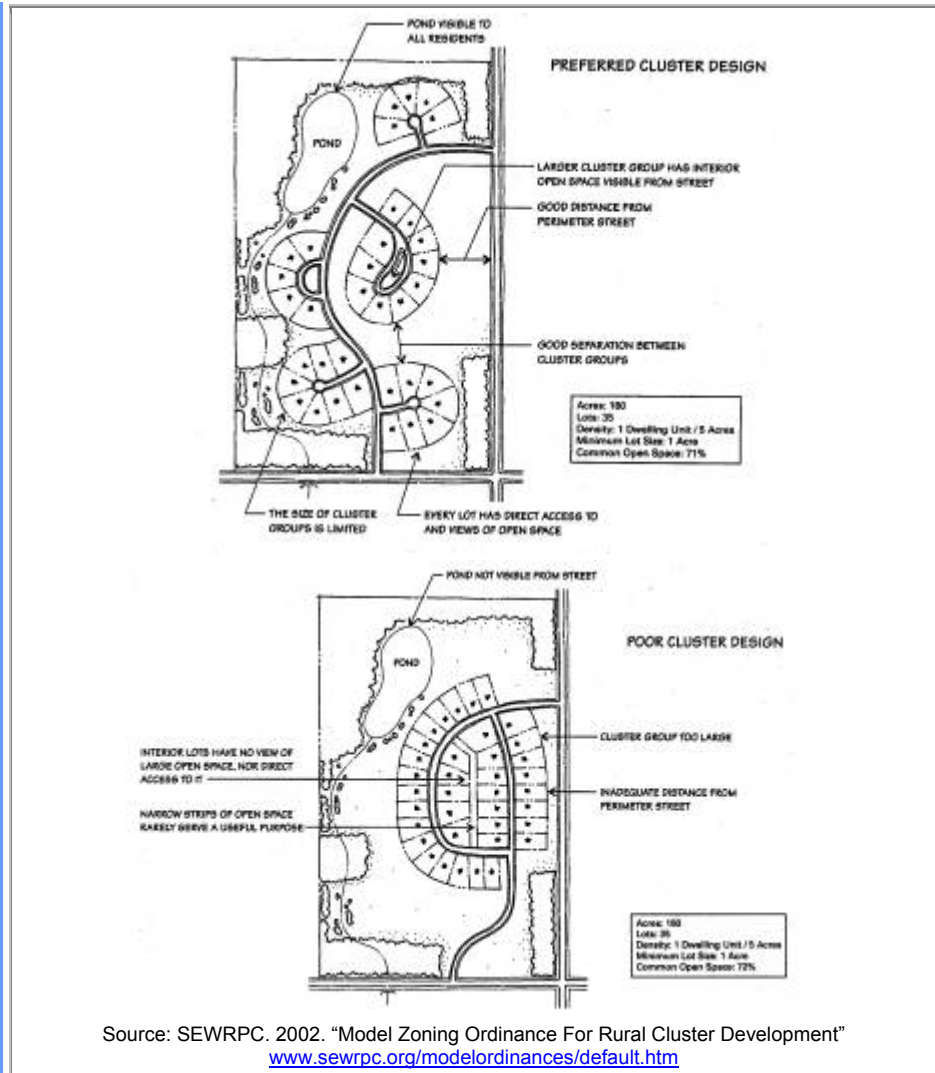 POND VISIBLE TO
ALL RESIDENTS
PREFERRED CLUSTER DESIGN
POND
LARGER CLUSTER GROUP HAS INTERIOR
OPEN SPACE VISIBLE FROM STREET
GOOD DISTANCE FROM
PERIMETER STREET
GOOD SEPARATION BETWEEN
CLUSTER GROUPS
Acres: 160
Lots: 35
Density: 1 Dwelling Unit / 5 Acres
Minimum Lot Size: 1 Acre
Common Open Space: 71%
THE SIZE OF CLUSTER
GROUPS IS LIMITED
EVERY LOT HAS DIRECT ACCESS TO
AND VIEWS OF OPEN SPACE
POND NOT VISIBLE FROM STREET
POOR CLUSTER DESIGN
POND
CLUSTER GROUP TOO LARGE
INTERIOR LOTS HAVE NO VIEW OF
LARGE OPEN SPACE, NOR DIRECT
ACCESS TO IT
INADEQUATE DISTANCE FROM
PERIMETER STREET
NARROW STRIPS OF OPEN SPACE
RARELY SERVE A USEFUL PURPOSE
Acres: 160
Lots: 35
Density: 1 Dwelling Unit / 5 Acres
Minimum Lot Size: 1 Acre
Common Open Space: 72%
Source: SEWRPC. 2002. “Model Zoning Ordinance For Rural Cluster Development”
www.sewrpc.org/modelordinances/default.htm